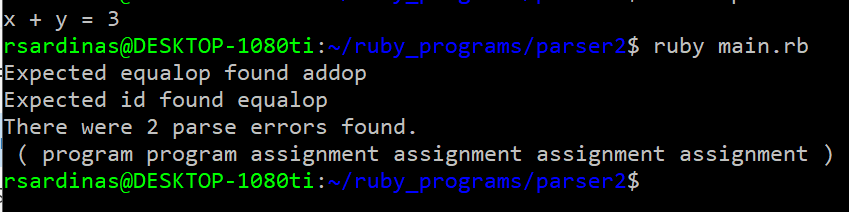 x + y = 3
rsardinas@DESKTOP-1080ti:~/ruby_programs/parser2$ ruby main.rb
Expected equalop found addop
Expected id found equalop
There were 2 parse errors found.
 ( program program assignment assignment assignment assignment )
rsardinas@DESKTOP-1080ti:~/ruby_programs/parser2$